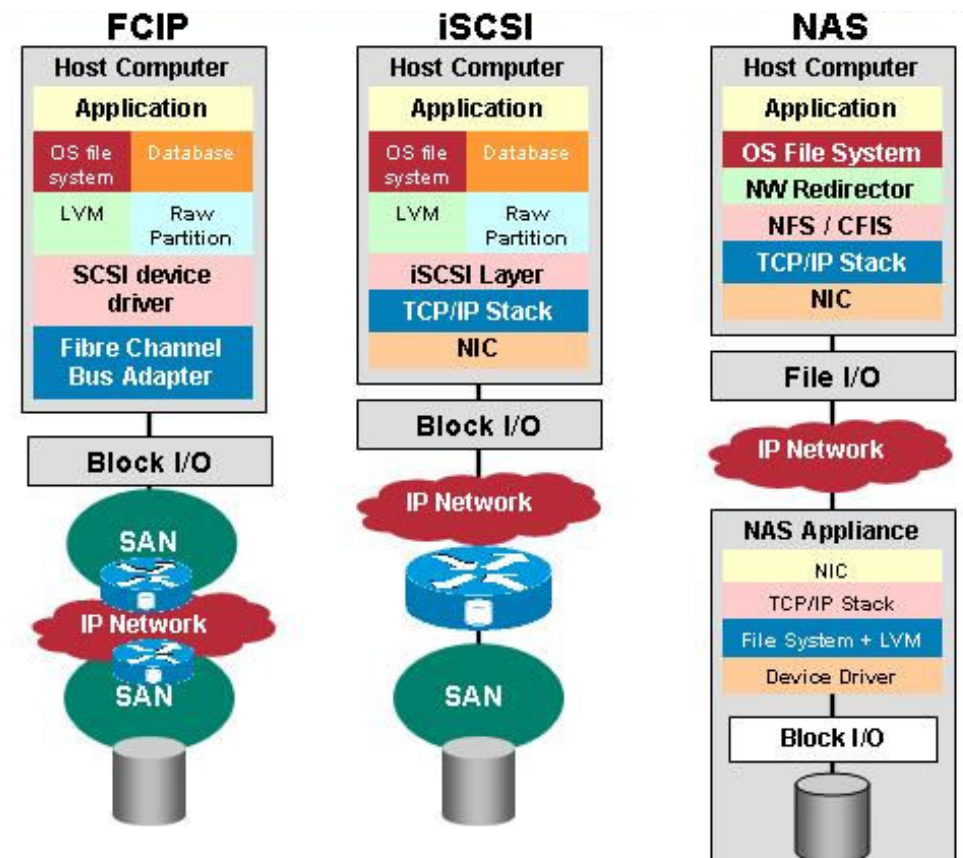 FCIP
Host Computer
Application
OS file
system
Database
LVM
Raw
Partition
SCSI device
driver
Fibre Channel
Bus Adapter
Block I/O
SAN
IP Network
SAN
iSCSI
Host Computer
Application
OS file
system
Database
LVM
Raw
Partition
iSCSI Layer
TCP/IP Stack
NIC
Block I/O
IP Network
SAN
NAS
Host Computer
Application
OS File System
NW Redirector
NFS / CFIS
TCP/IP Stack
NIC
File I/O
IP Network
NAS Appliance
NIC
TCP/IP Stack
File System + LVM
Device Driver
Block I/O